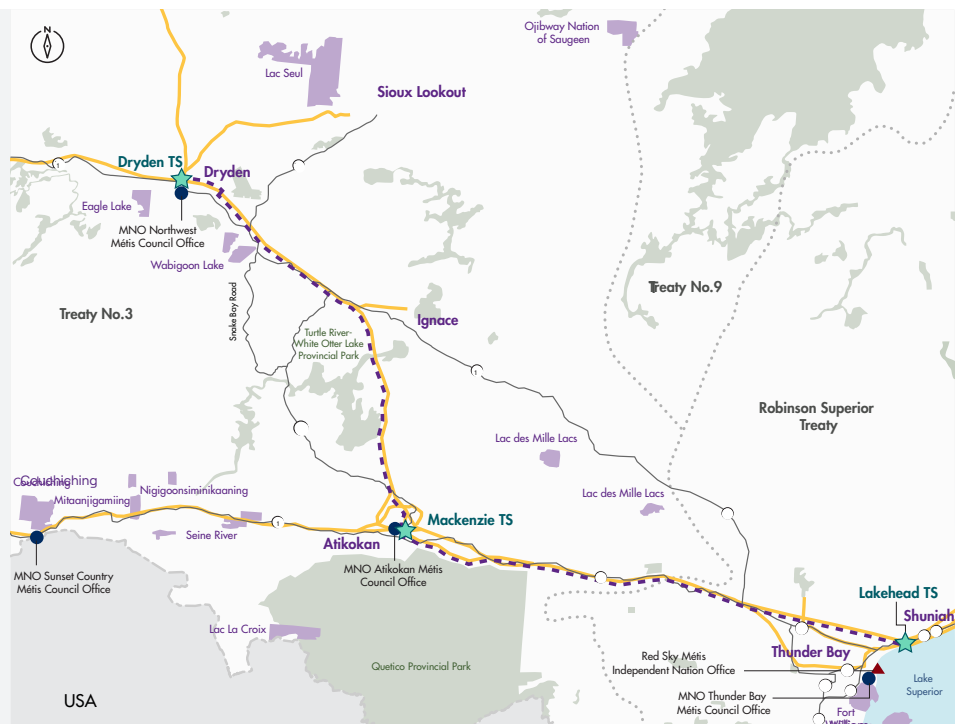 N
Ojibway Nation
of Saugeen
Lac Seul
Sioux Lookout
1
Dryden TS
Dryden
Eagle Lake
MNO Northwest
Métis Council Office
Wabigoon Lake
Treaty No.9
Snake Bay Road
Treaty No.3
Ignace
Turtle River-
White Otter Lake
Provincial Park
1
Robinson Superior
Treaty
Lac des Mille Lacs
Couchiching
Nigigoonsiminikaaning
Mitaanjigamiing
Lac des Mille Lacs
Mackenzie TS
1
Seine River
Atikokan
MNO Atikokan Métis
Council Office
MNO Sunset Country
Métis Council Office
Lakehead TS
Shuniah
Lac La Croix
Thunder Bay
Red Sky Métis
Independent Nation Office
Quetico Provincial Park
Lake
Superior
MNO Thunder Bay
Métis Council Office
USA
Fort